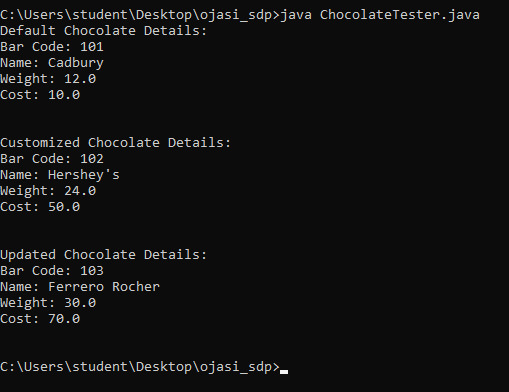 C:\Users\student\Desktop\ojasi_sdp>java ChocolateTester.java
Default Chocolate Details:
Bar Code: 101
Name: Cadbury
Weight: 12.0
Cost: 10.0
Customized Chocolate Details:
Bar Code: 102
Name: Hershey's
Weight: 24.0
Cost: 50.0
Updated Chocolate Details:
Bar Code: 103
Name: Ferrero Rocher
Weight: 30.0
Cost: 70.0
C:\Users\student\Desktop\ojasi_sdp>